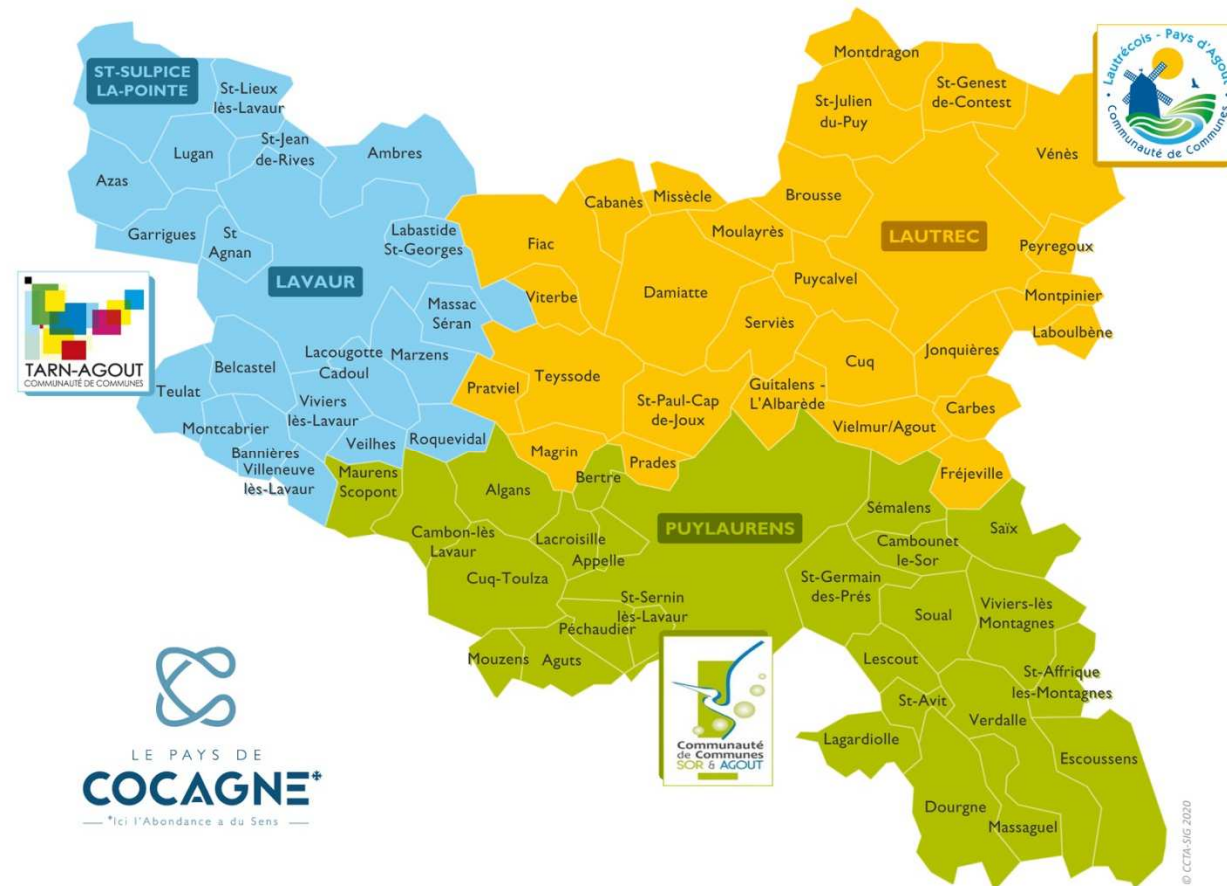 ST-SULPICE
LA-POINTE
St-Lieux
lès-Lavaur
Lugan
St-Jean
de-Rives
Ambres
Azas
Garrigues
St
Agnan
Labastide
St-Georges
LAVAUR
Massac
Séran
Belcastel
Lacougotte
Cadoul
Marzens
Teulat
Viviers
lès-Lavaur
Montcabrier
Bannières
Veilhes
Roquevidal
Villeneuve
lès-Lavaur
TARN-AGOUT
COMMUNAUTÉ DE COMMUNES
Montdragon
St-Genest
de-Contest
St-Julien
du-Puy
Vénès
Brousse
Cabanès
Missècle
Moulayrès
Fiac
LAUTREC
Peyregoux
Puycalvel
Viterbe
Damiatte
Montpinier
Laboulbène
Serviès
Cuq
Jonquières
Pratviel
Teyssode
St-Paul-Cap
de-Joux
Guitalens -
L'Albarède
Carbes
Vielmur/Agout
Magrin
Prades
Fréjeville
Lautrécois - Pays d'Agout
Communauté de Communes
Maurens
Scopont
Algans
Bertre
PUYLAURENS
Sémalens
Saïx
Cambon-lès
Lavaur
Lacroisille
Appelle
Cambounet
le-Sor
Cuq-Toulza
St-Germain
des-Prés
St-Sernin
lès-Lavaur
Soual
Viviers-lès
Montagnes
Péchaudier
Mouzens
Aguts
Lescout
St-Affrique
les-Montagnes
St-Avit
Verdalle
Lagardiolle
Escoussens
Dourgne
Massaguel
Communauté
de Communes
SOR & AGOUT
LE PAYS DE
COCAGNE*
*Ici l'Abondance a du Sens
© CCTA-SIG 2020